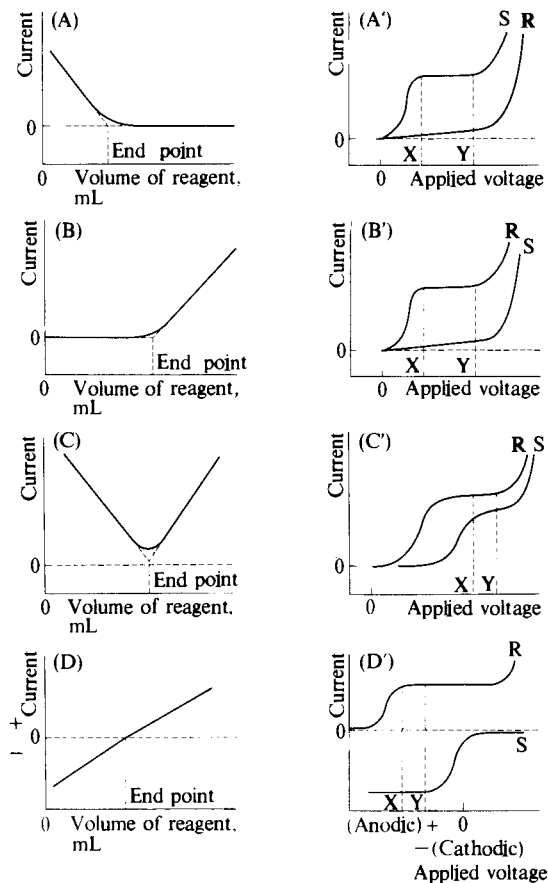 (A)
Current
0
End point
0 Volume of reagent,
mL
(A′)
Current
S R
0
X Y
Applied voltage
(B)
Current
0
End point
0 Volume of reagent,
mL
(B′)
Current
R
S
0
X Y
0 Applied voltage
(C)
Current
0
End point
0 Volume of reagent,
mL
(C′)
Current
R S
0
X Y
0 Applied voltage
(D)
− Current +
0
End point
0 Volume of reagent,
mL
(D′)
Current
R
0
S
X Y
(Anodic) + 0
−(Cathodic)
Applied voltage